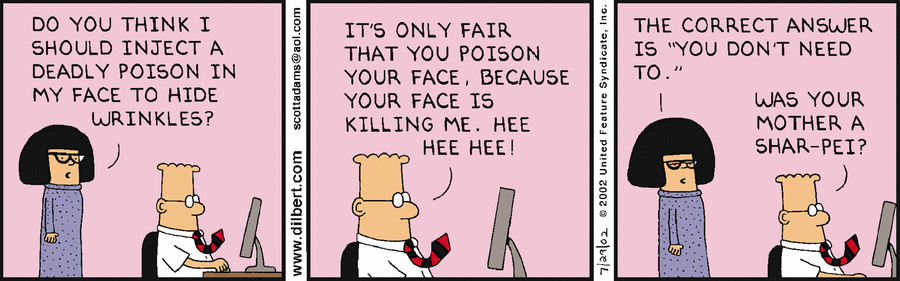 DO YOU THINK I
SHOULD INJECT A
DEADLY POISON IN
MY FACE TO HIDE
WRINKLES?
www.dilbert.com scottadams@aol.com
IT'S ONLY FAIR
THAT YOU POISON
YOUR FACE, BECAUSE
YOUR FACE IS
KILLING ME. HEE
HEE HEE!
7/29/02 © 2002 United Feature Syndicate, Inc.
THE CORRECT ANSWER
IS "YOU DON'T NEED
TO."
WAS YOUR
MOTHER A
SHAR-PEI?